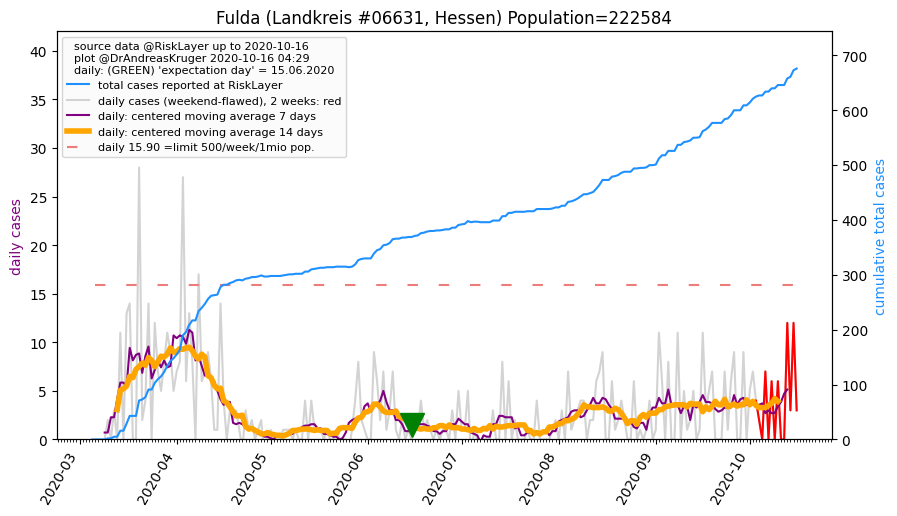 Fulda (Landkreis #06631, Hessen) Population=222584
source data @RiskLayer up to 2020-10-16
plot @DrAndreasKruger 2020-10-16 04:29
daily: (GREEN) 'expectation day' = 15.06.2020
total cases reported at RiskLayer
daily cases (weekend-flawed), 2 weeks: red
daily: centered moving average 7 days
daily: centered moving average 14 days
daily 15.90 =limit 500/week/1mio pop.
daily cases
40
35
30
25
20
15
10
5
0
cumulative total cases
700
600
500
400
300
200
100
0
2020-03
2020-04
2020-05
2020-06
2020-07
2020-08
2020-09
2020-10